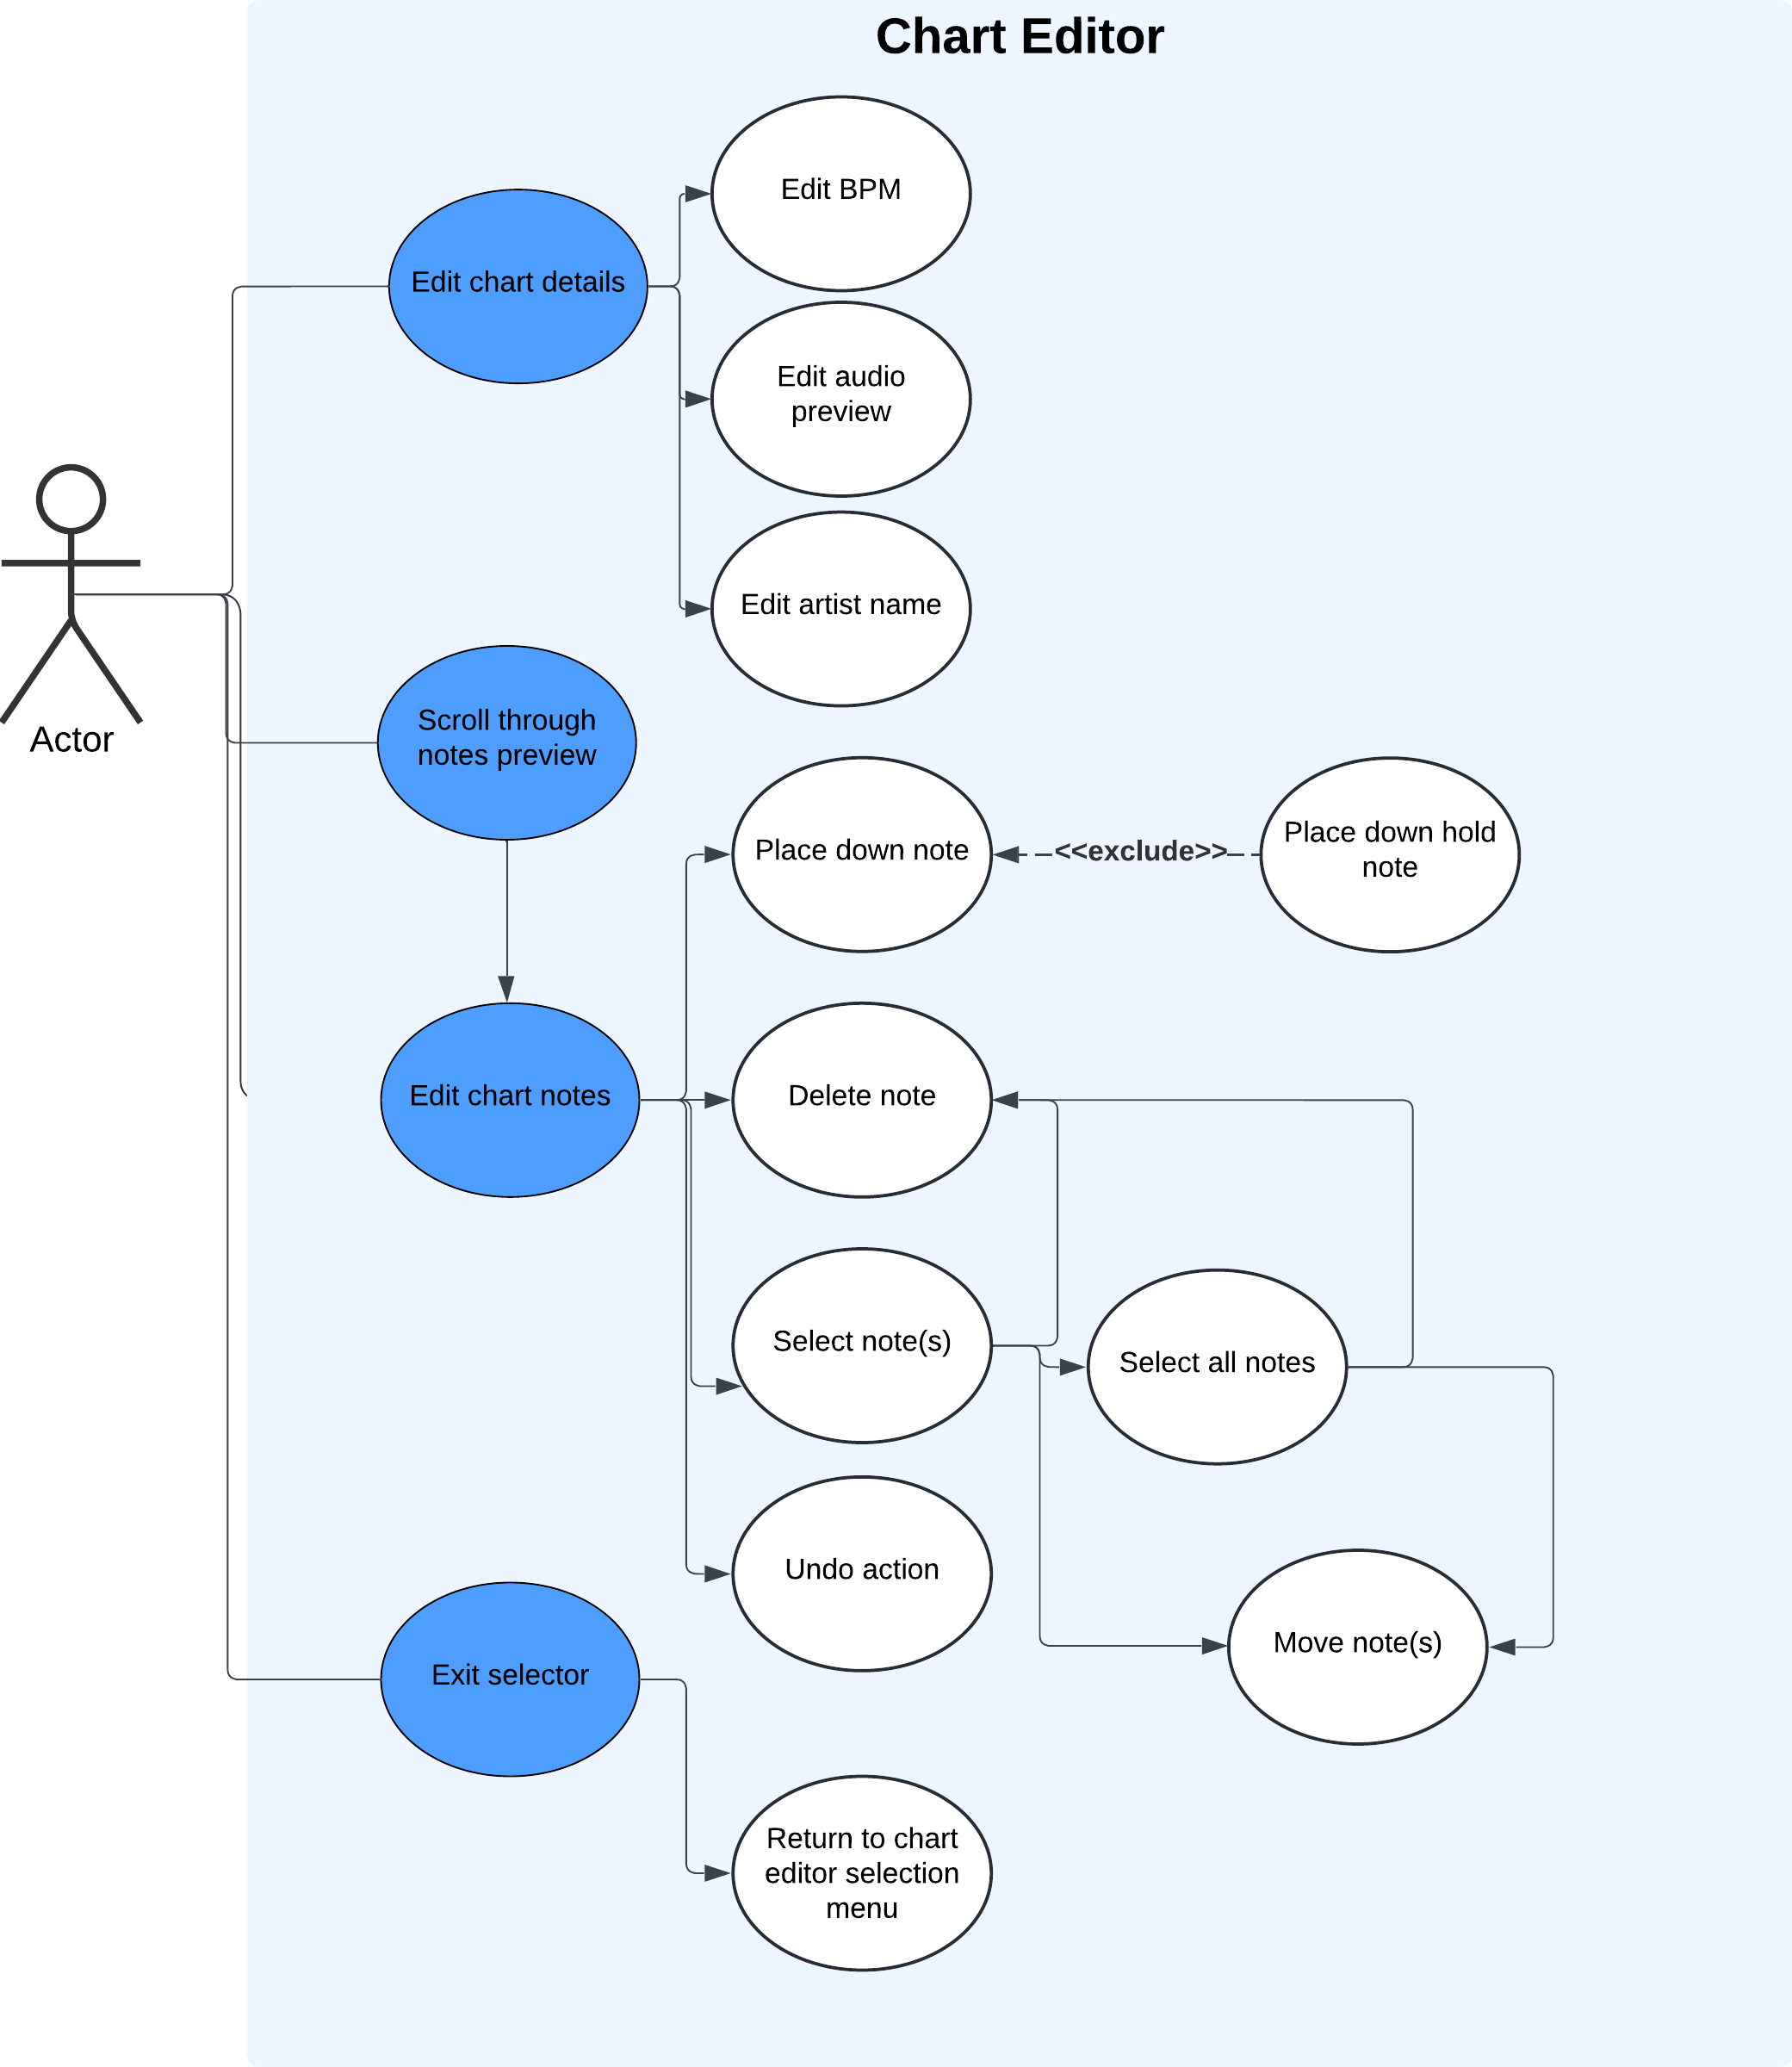 Chart Editor
Edit BPM
Edit chart details
Edit audio
preview
Edit artist name
Actor
Scroll through
notes preview
Place down note
<<exclude>>
Place down hold
note
Edit chart notes
Delete note
Select note(s)
Select all notes
Undo action
Move note(s)
Exit selector
Return to chart
editor selection
menu